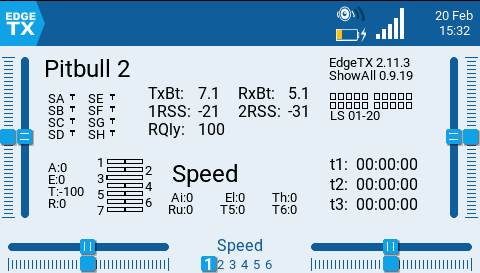 EDGE
TX
20 Feb
15:32
Pitbull 2
EdgeTX 2.11.3
ShowAll 0.9.19
SA SE
SB SF
SC SG
SD SH
TxBt: 7.1 RxBt: 5.1
1RSS: -21 2RSS: -31
RQly: 100
LS 01-20
A:0
E:0
T:-100
R:0
1
2
3
4
5
6
7
Speed
Ai:0 El:0 Th:0
Ru:0 T5:0 T6:0
t1: 00:00:00
t2: 00:00:00
t3: 00:00:00
Speed
1 2 3 4 5 6